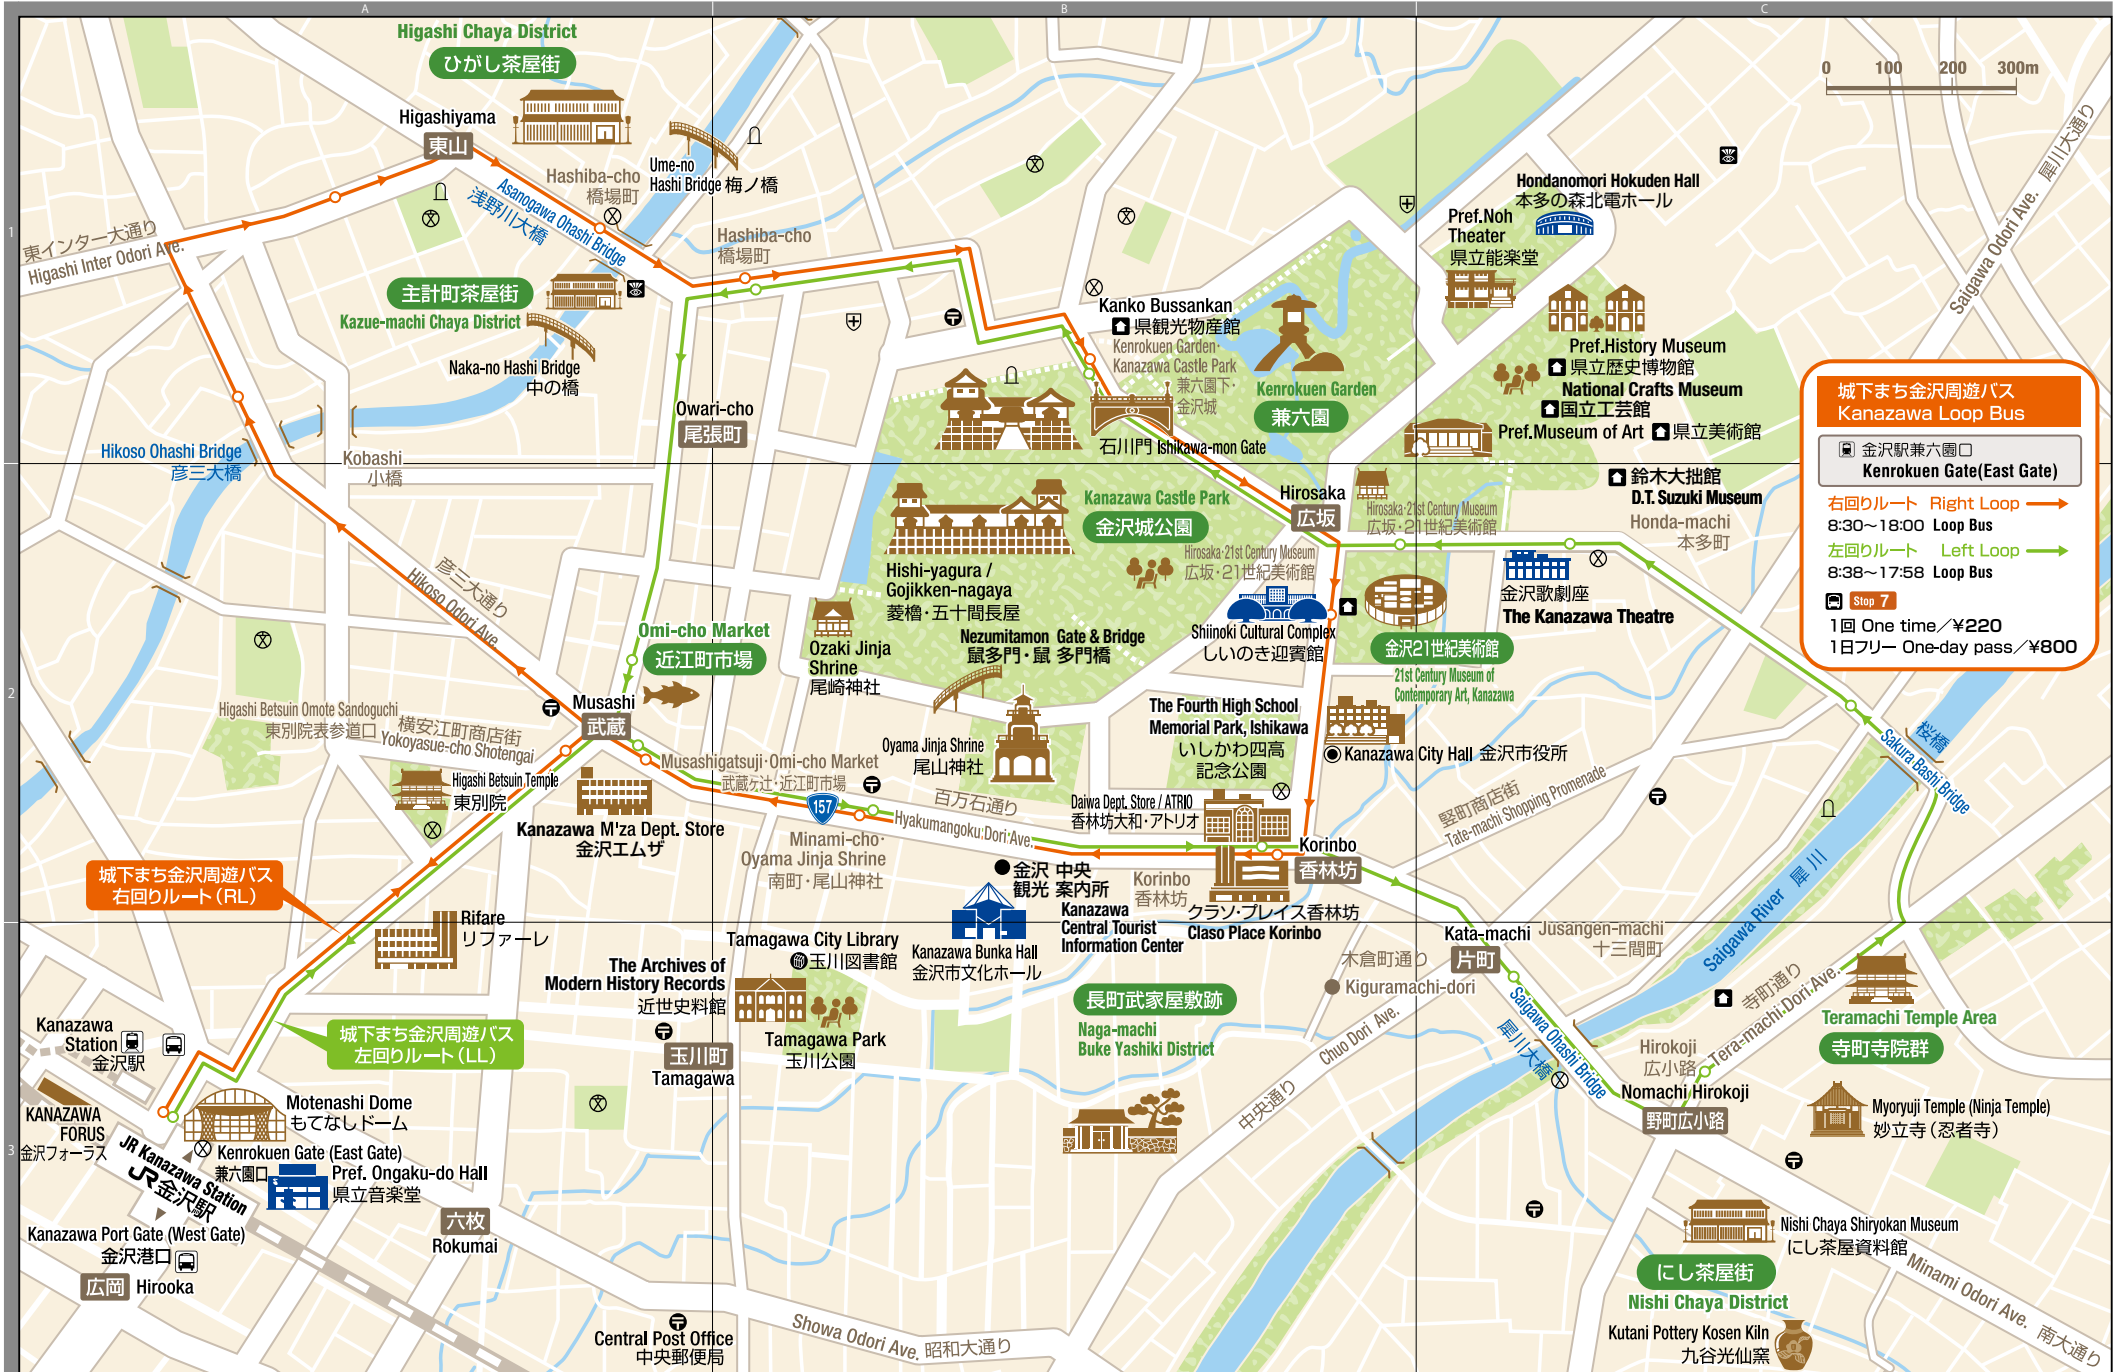 A
B
C
1
2
3
Higashi Chaya District
ひがし茶屋街
Higashiyama
東山
Ume-no
Hashi Bridge 梅ノ橋
Hashiba-cho
橋場町
Asanogawa Ohashi Bridge
浅野川大橋
東インター大通り
Higashi Inter Odori Ave.
主計町茶屋街
Kazue-machi Chaya District
Naka-no Hashi Bridge
中の橋
Hashiba-cho
橋場町
Owari-cho
尾張町
Hikoso Ohashi Bridge
彦三大橋
Kobashi
小橋
彦三大通り
Hikoso Odori Ave.
Kanko Bussankan
県観光物産館
Kenrokuen Garden·
Kanazawa Castle Park
兼六園下・
金沢城
Kenrokuen Garden
兼六園
石川門 Ishikawa-mon Gate
Hondanomori Hokuden Hall
本多の森北電ホール
Pref.Noh
Theater
県立能楽堂
Pref.History Museum
県立歴史博物館
National Crafts Museum
国立工芸館
Pref.Museum of Art 県立美術館
鈴木大拙館
D.T. Suzuki Museum
Honda-machi
本多町
0 100 200 300m
Saigawa Odori Ave. 犀川大通り
城下まち金沢周遊バス
Kanazawa Loop Bus
金沢駅兼六園口
Kenrokuen Gate(East Gate)
右回りルート Right Loop
8:30～18:00 Loop Bus
左回りルート Left Loop
8:38～17:58 Loop Bus
Stop 7
1回 One time／¥220
1日フリー One-day pass／¥800
Kanazawa Castle Park
金沢城公園
Hirosaka
広坂
Hirosaka·21st Century Museum
広坂・21世紀美術館
Hirosaka·21st Century Museum
広坂・21世紀美術館
Hishi-yagura /
Gojikken-nagaya
菱櫓・五十間長屋
Ozaki Jinja
Shrine
尾崎神社
Nezumitamon Gate & Bridge
鼠多門・鼠 多門橋
Shiinoki Cultural Complex
しいのき迎賓館
金沢歌劇座
The Kanazawa Theatre
金沢21世紀美術館
21st Century Museum of
Contemporary Art, Kanazawa
Omi-cho Market
近江町市場
Musashi
武蔵
Higashi Betsuin Omote Sandoguchi
東別院表参道口
横安江町商店街
Yokoyasue-cho Shotengai
Higashi Betsuin Temple
東別院
Kanazawa M'za Dept. Store
金沢エムザ
Musashigatsuji·Omi-cho Market
武蔵ヶ辻・近江町市場
157
Minami-cho·
Oyama Jinja Shrine
南町・尾山神社
百万石通り
Hyakumangoku Dori Ave.
Oyama Jinja Shrine
尾山神社
The Fourth High School
Memorial Park, Ishikawa
いしかわ四高
記念公園
Kanazawa City Hall 金沢市役所
Daiwa Dept. Store / ATRIO
香林坊大和・アトリオ
Korinbo
香林坊
Korinbo
香林坊
クラソ・プレイス香林坊
Claso Place Korinbo
竪町商店街
Tate-machi Shopping Promenade
Sakura Bashi Bridge
桜橋
Saigawa River 犀川
城下まち金沢周遊バス
右回りルート（RL）
城下まち金沢周遊バス
左回りルート（LL）
Rifare
リファーレ
金沢 中央
観光 案内所
Kanazawa
Central Tourist
Information Center
Kanazawa Bunka Hall
金沢市文化ホール
Tamagawa City Library
玉川図書館
The Archives of
Modern History Records
近世史料館
Tamagawa Park
玉川公園
玉川町
Tamagawa
長町武家屋敷跡
Naga-machi
Buke Yashiki District
木倉町通り
Kiguramachi-dori
Chuo Dori Ave.
中央通り
Kata-machi
片町
Jusangen-machi
十三間町
Saigawa Ohashi Bridge
犀川大橋
Hirokoji
広小路
Nomachi Hirokoji
野町広小路
寺町通り
Tera-machi Dori Ave.
Teramachi Temple Area
寺町寺院群
Myoryuji Temple (Ninja Temple)
妙立寺（忍者寺）
Nishi Chaya Shiryokan Museum
にし茶屋資料館
にし茶屋街
Nishi Chaya District
Kutani Pottery Kosen Kiln
九谷光仙窯
Minami Odori Ave. 南大通り
Kanazawa
Station
金沢駅
KANAZAWA
FORUS
金沢フォーラス
Motenashi Dome
もてなしドーム
Kenrokuen Gate (East Gate)
兼六園口
JR Kanazawa Station
JR金沢駅
Pref. Ongaku-do Hall
県立音楽堂
Kanazawa Port Gate (West Gate)
金沢港口
広岡 Hirooka
六枚
Rokumai
Central Post Office
中央郵便局
Showa Odori Ave. 昭和大通り